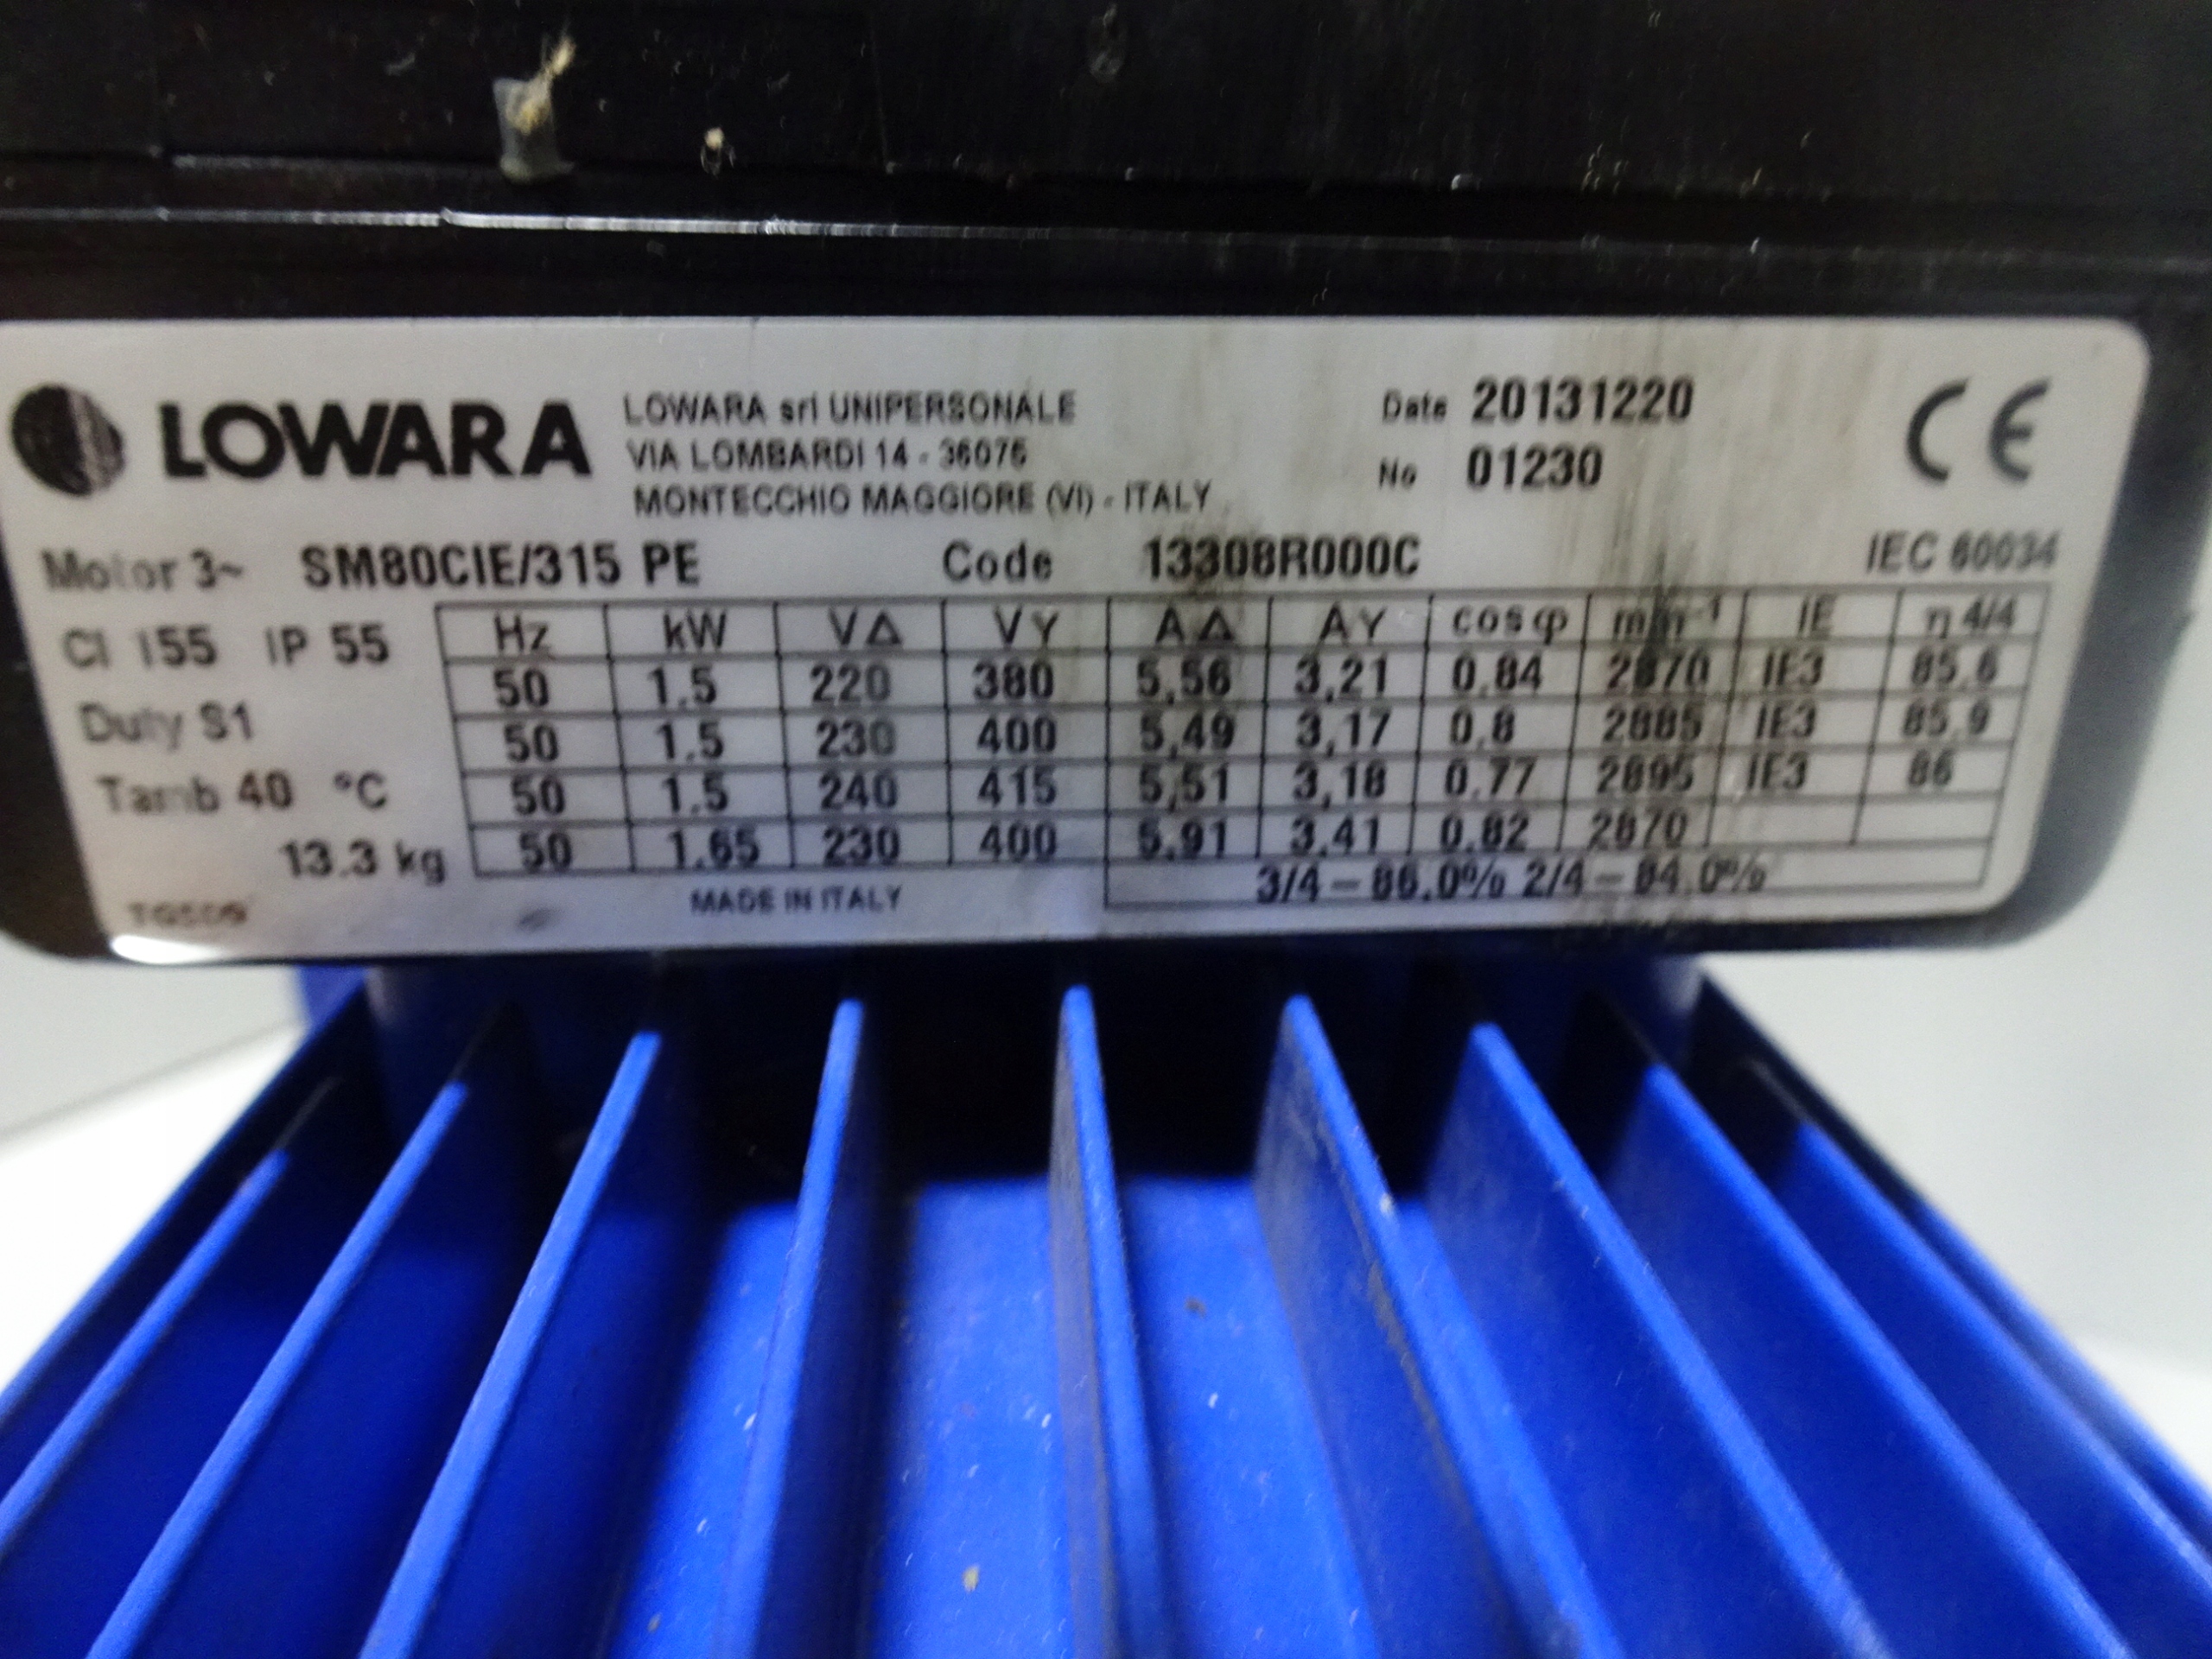 LOWARA
LOWARA srl UNIPERSONALE
VIA LOMBARDI 14 - 36075
MONTECCHIO MAGGIORE (VI) - ITALY
Date 20131220
No 01230
CE
Motor 3~ SM80CIE/315 PE Code 13308R000C IEC 60034
Cl 155 IP 55
Duty S1
Tamb 40 °C
13.3 kg
Hz kW V△ VY A△ AY cosφ min-1 IE η 4/4
50 1.5 220 380 5,56 3,21 0.84 2870 IE3 85.6
50 1.5 230 400 5,49 3,17 0.8 2885 IE3 85.9
50 1.5 240 415 5,51 3,18 0.77 2895 IE3 86
50 1.65 230 400 5.91 3.41 0.82 2870
3/4-86.0% 2/4-84.0%
MADE IN ITALY